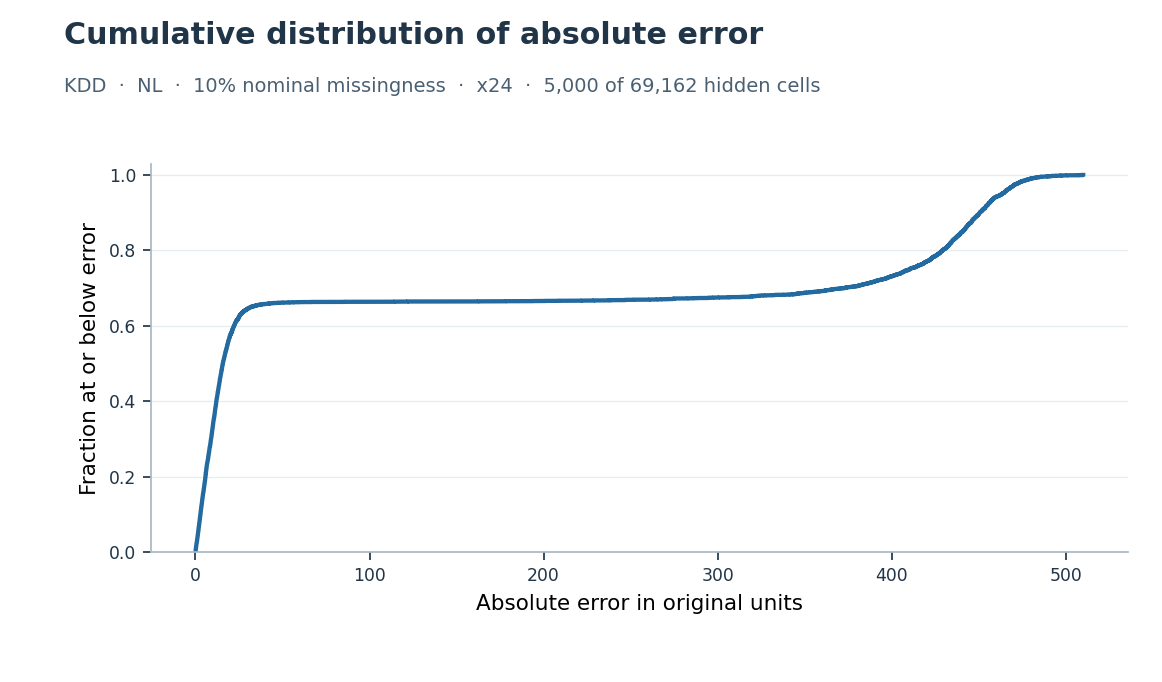 Cumulative distribution of absolute error
KDD · NL · 10% nominal missingness · x24 · 5,000 of 69,162 hidden cells
Fraction at or below error
1.0
0.8
0.6
0.4
0.2
0.0
0 100 200 300 400 500
Absolute error in original units